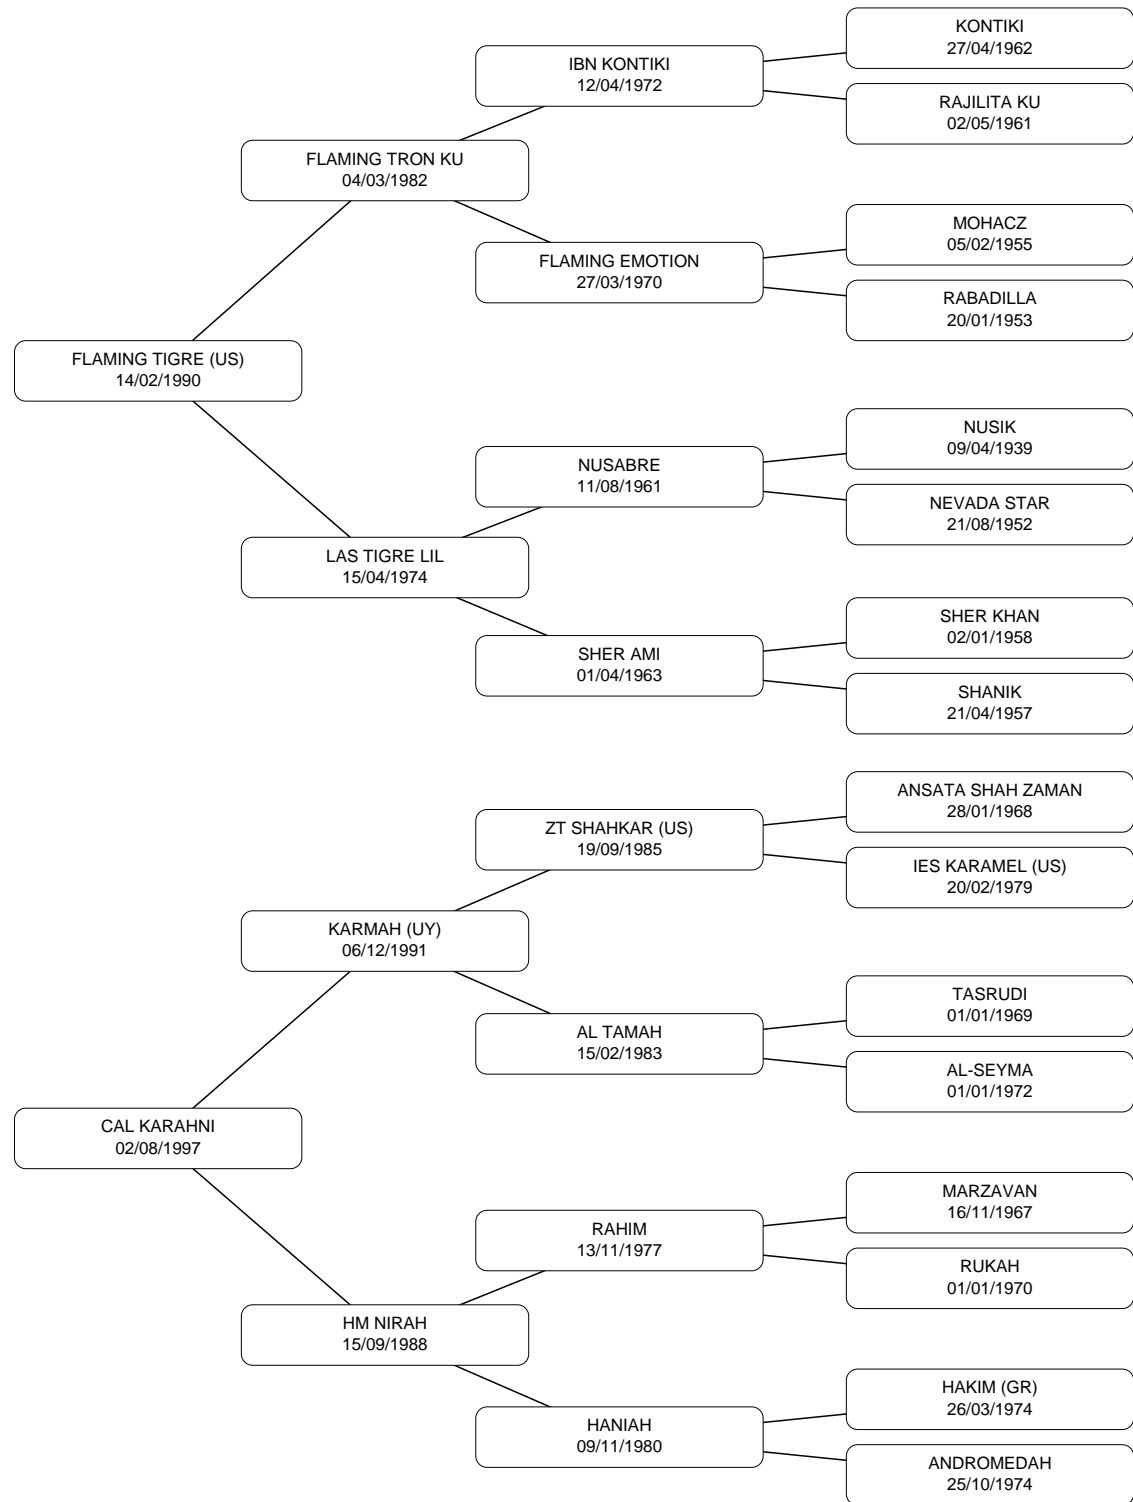 KONTIKI
27/04/1962
IBN KONTIKI
12/04/1972
RAJILITA KU
02/05/1961
FLAMING TRON KU
04/03/1982
MOHACZ
05/02/1955
FLAMING EMOTION
27/03/1970
RABADILLA
20/01/1953
FLAMING TIGRE (US)
14/02/1990
NUSIK
09/04/1939
NUSABRE
11/08/1961
NEVADA STAR
21/08/1952
LAS TIGRE LIL
15/04/1974
SHER KHAN
02/01/1958
SHER AMI
01/04/1963
SHANIK
21/04/1957
ANSATA SHAH ZAMAN
28/01/1968
ZT SHAHKAR (US)
19/09/1985
IES KARAMEL (US)
20/02/1979
KARMAH (UY)
06/12/1991
TASRUDI
01/01/1969
AL TAMAH
15/02/1983
AL-SEYMA
01/01/1972
CAL KARAHNI
02/08/1997
MARZAVAN
16/11/1967
RAHIM
13/11/1977
RUKAH
01/01/1970
HM NIRAH
15/09/1988
HAKIM (GR)
26/03/1974
HANIAH
09/11/1980
ANDROMEDAH
25/10/1974